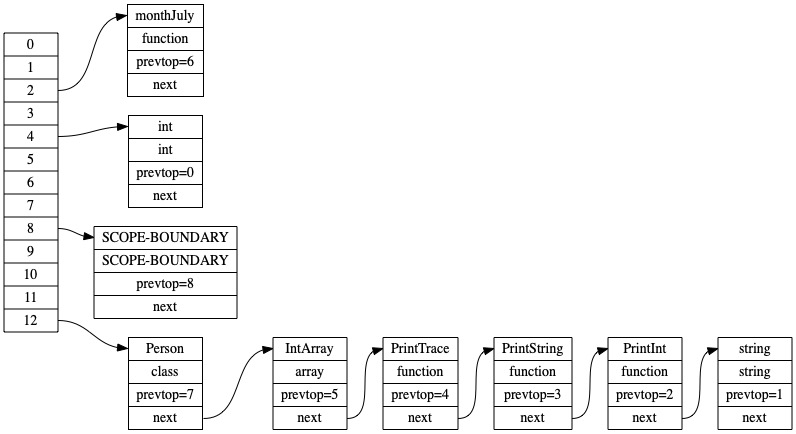 0
1
2
3
4
5
6
7
8
9
10
11
12
monthJuly
function
prevtop=6
next
int
int
prevtop=0
next
SCOPE-BOUNDARY
SCOPE-BOUNDARY
prevtop=8
next
Person
class
prevtop=7
next
IntArray
array
prevtop=5
next
PrintTrace
function
prevtop=4
next
PrintString
function
prevtop=3
next
PrintInt
function
prevtop=2
next
string
string
prevtop=1
next